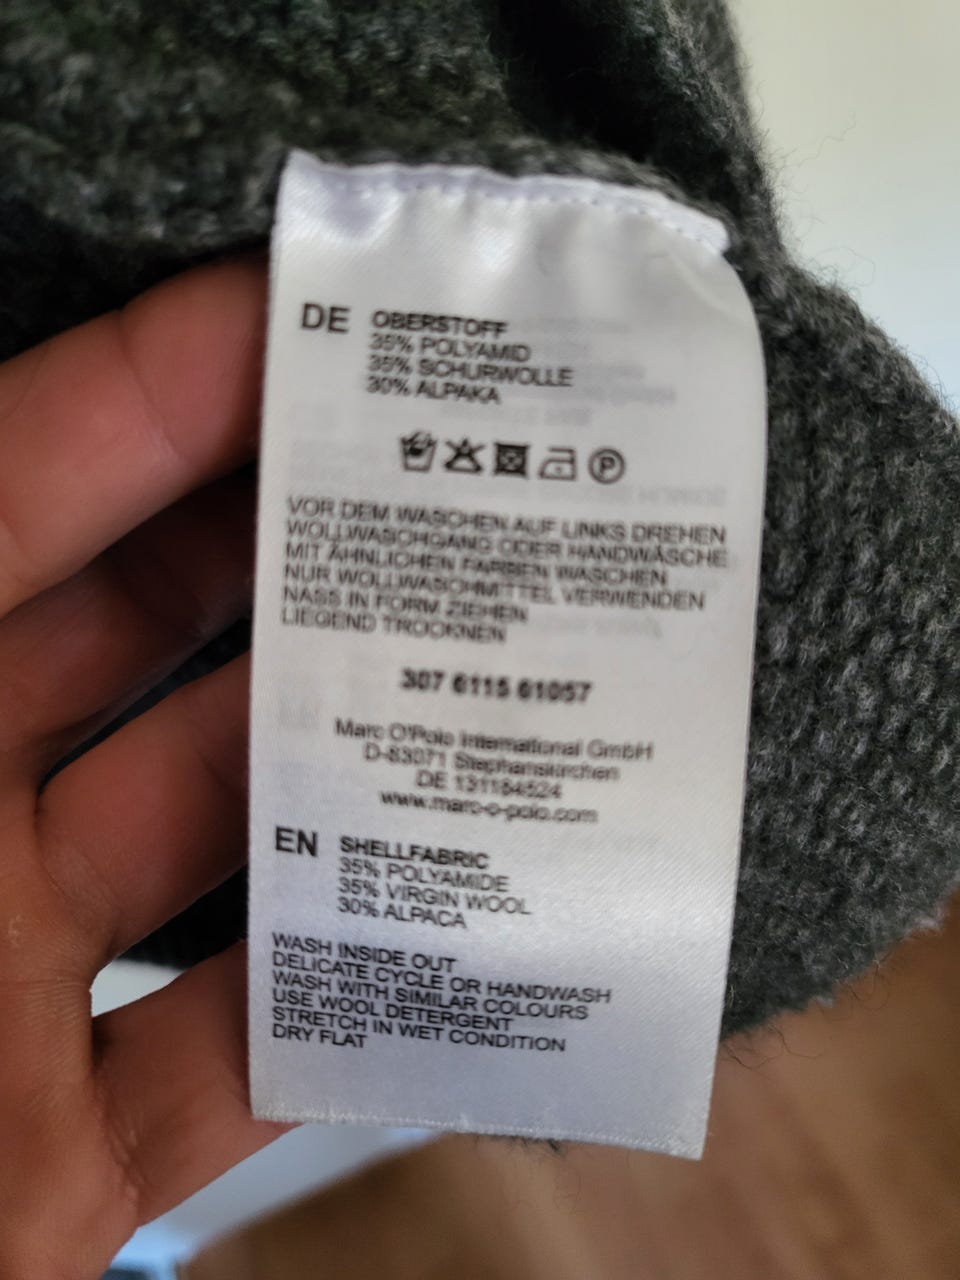 DE OBERSTOFF
35% POLYAMID
35% SCHURWOLLE
30% ALPAKA
P
VOR DEM WASCHEN AUF LINKS DREHEN
WOLLWASCHGANG ODER HANDWÄSCHE
MIT ÄHNLICHEN FARBEN WASCHEN
NUR WOLLWASCHMITTEL VERWENDEN
NASS IN FORM ZIEHEN
LIEGEND TROCKNEN
307 6115 61057
Marc O'Polo International GmbH
D-83071 Stephanskirchen
DE 131164524
www.marc-o-polo.com
EN SHELLFABRIC
35% POLYAMIDE
35% VIRGIN WOOL
30% ALPACA
WASH INSIDE OUT
DELICATE CYCLE OR HANDWASH
WASH WITH SIMILAR COLOURS
USE WOOL DETERGENT
STRETCH IN WET CONDITION
DRY FLAT